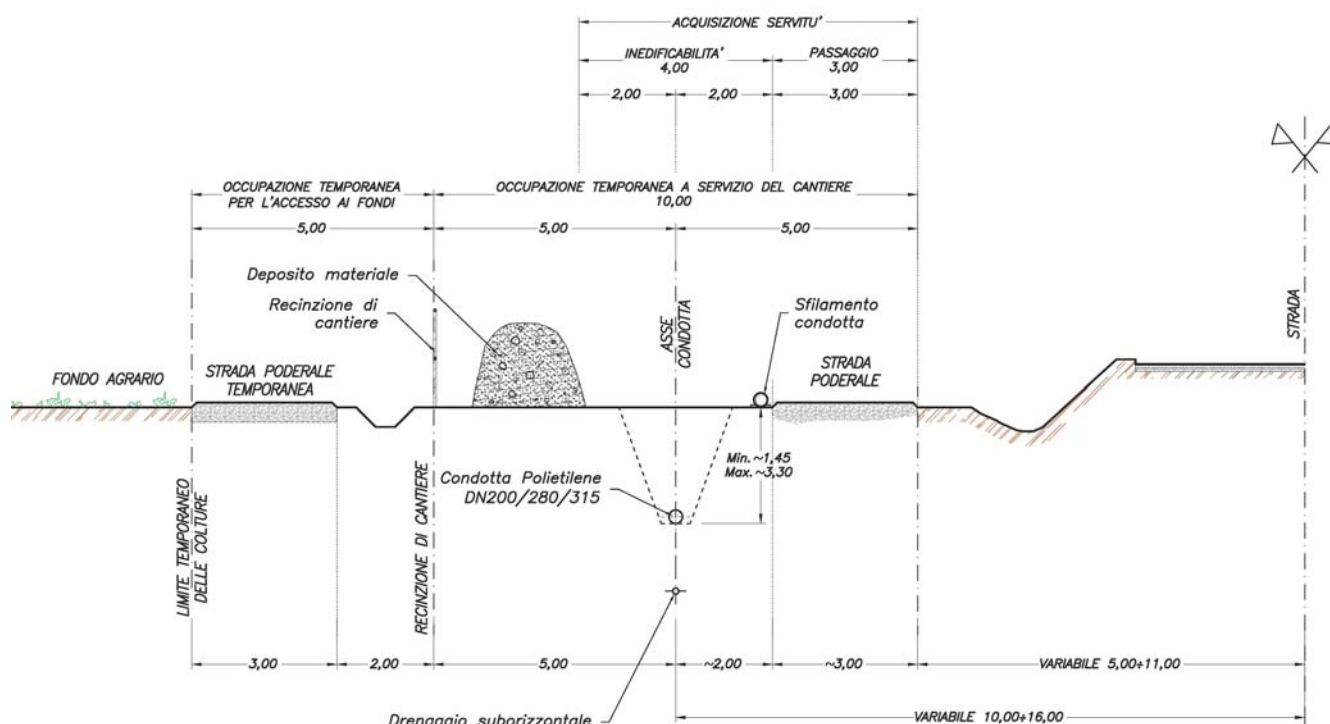 ACQUISIZIONE SERVITU'
INEDIFICABILITA'
4,00
PASSAGGIO
3,00
2,00
2,00
3,00
OCCUPAZIONE TEMPORANEA
PER L'ACCESSO AI FONDI
OCCUPAZIONE TEMPORANEA A SERVIZIO DEL CANTIERE
10,00
5,00
5,00
5,00
Deposito materiale
Recinzione di
cantiere
ASSE
CONDOTTA
Sfilamento
condotta
STRADA
FONDO AGRARIO
STRADA PODERALE
TEMPORANEA
STRADA
PODERALE
Min.~1,45
Max.~3,30
Condotta Polietilene
DN200/280/315
LIMITE TEMPORANEO
DELLE COLTURE
RECINZIONE DI CANTIERE
3,00
2,00
5,00
~2,00
~3,00
VARIABILE 5,00÷11,00
Drenaggio suborizzontale
VARIABILE 10,00÷16,00